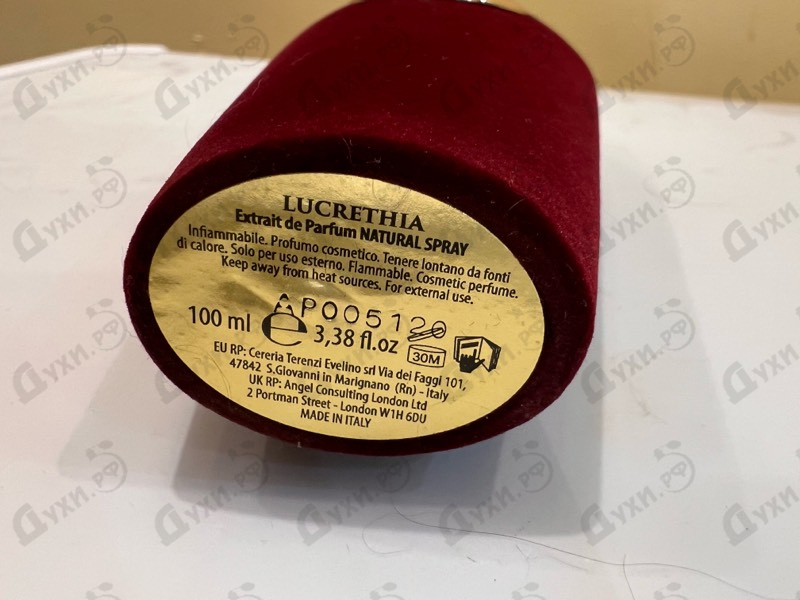 LUCRETHIA
Extrait de Parfum NATURAL SPRAY
Infiammabile. Profumo cosmetico. Tenere lontano da fonti
di calore. Solo per uso esterno. Flammable. Cosmetic perfume.
Keep away from heat sources. For external use.
AP005120
100 ml e 3,38 fl.oz 30M
EU RP: Cereria Terenzi Evelino srl Via dei Faggi 101,
47842 S.Giovanni in Marignano (Rn) - Italy
UK RP: Angel Consulting London Ltd
2 Portman Street - London W1H 6DU
MADE IN ITALY
Духи.РФ